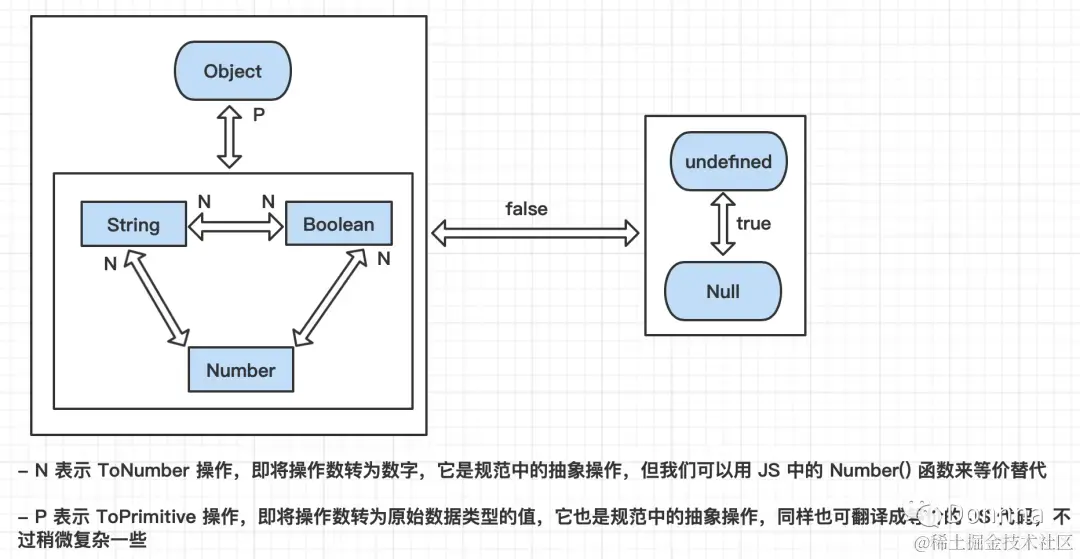 Object
P
N
N
String
Boolean
N
N
Number
false
undefined
true
Null
– N 表示 ToNumber 操作，即将操作数转为数字，它是规范中的抽象操作，但我们可以用 JS 中的 Number() 函数来等价替代
– P 表示 ToPrimitive 操作，即将操作数转为原始数据类型的值，它也是规范中的抽象操作，同样也可翻译成 的 JS 代码，不
过稍微复杂一些
@稀土掘金技术社区